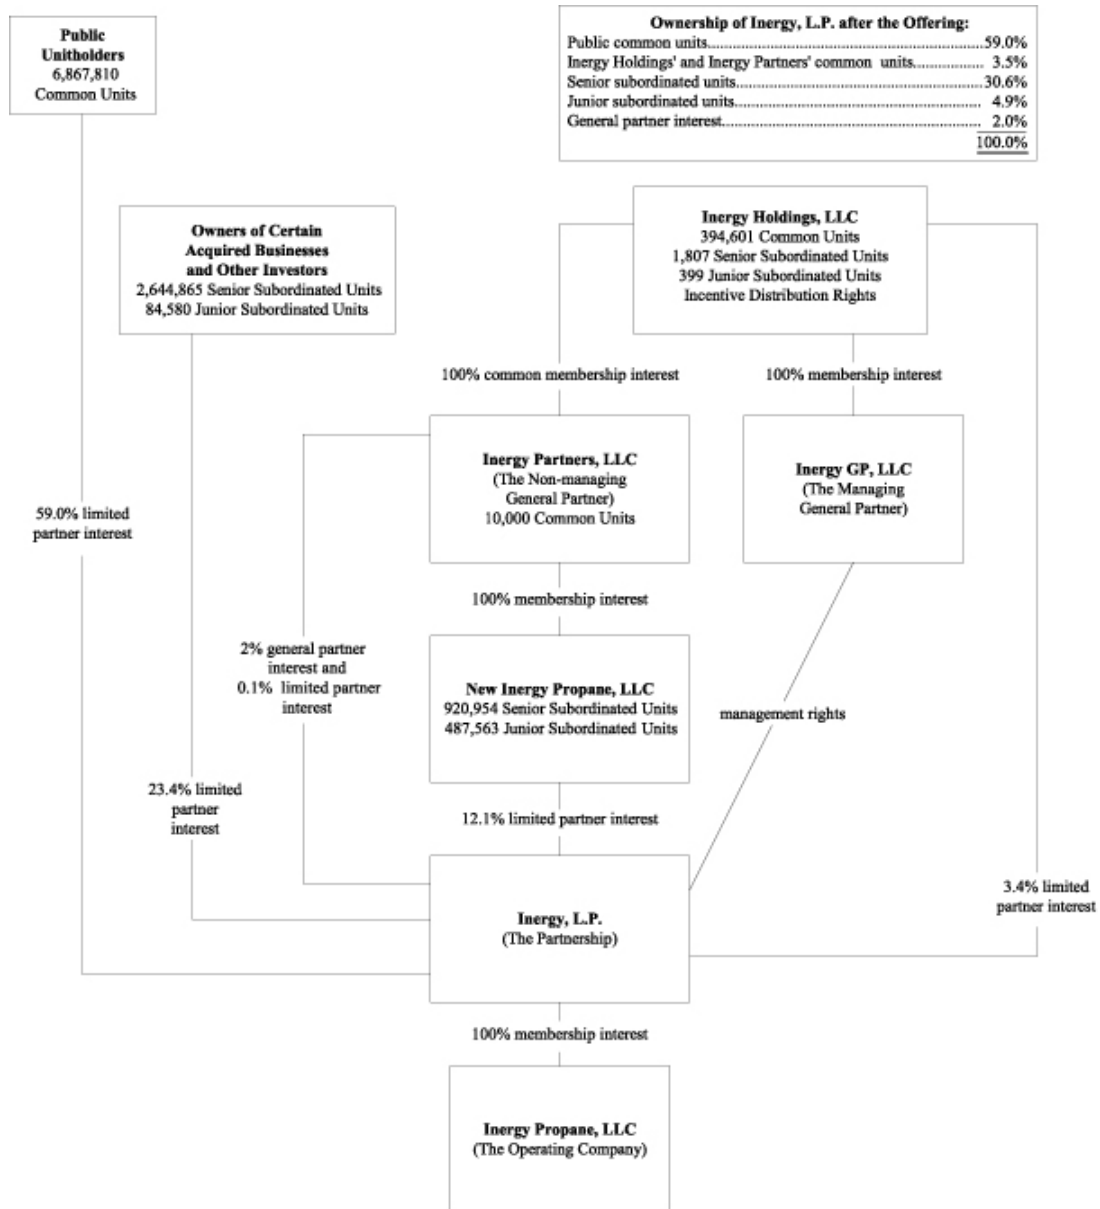 Public
Unitholders
6,867,810
Common Units
Ownership of Inergy, L.P. after the Offering:
Public common units..........................................................................59.0%
Inergy Holdings' and Inergy Partners' common units.................. 3.5%
Senior subordinated units...................................................................30.6%
Junior subordinated units................................................................... 4.9%
General partner interest...................................................................... 2.0%
100.0%
Owners of Certain
Acquired Businesses
and Other Investors
2,644,865 Senior Subordinated Units
84,580 Junior Subordinated Units
Inergy Holdings, LLC
394,601 Common Units
1,807 Senior Subordinated Units
399 Junior Subordinated Units
Incentive Distribution Rights
100% common membership interest
100% membership interest
Inergy Partners, LLC
(The Non-managing
General Partner)
10,000 Common Units
Inergy GP, LLC
(The Managing
General Partner)
59.0% limited
partner interest
100% membership interest
2% general partner
interest and
0.1% limited partner
interest
New Inergy Propane, LLC
920,954 Senior Subordinated Units
487,563 Junior Subordinated Units
management rights
23.4% limited
partner
interest
12.1% limited partner interest
3.4% limited
partner interest
Inergy, L.P.
(The Partnership)
100% membership interest
Inergy Propane, LLC
(The Operating Company)